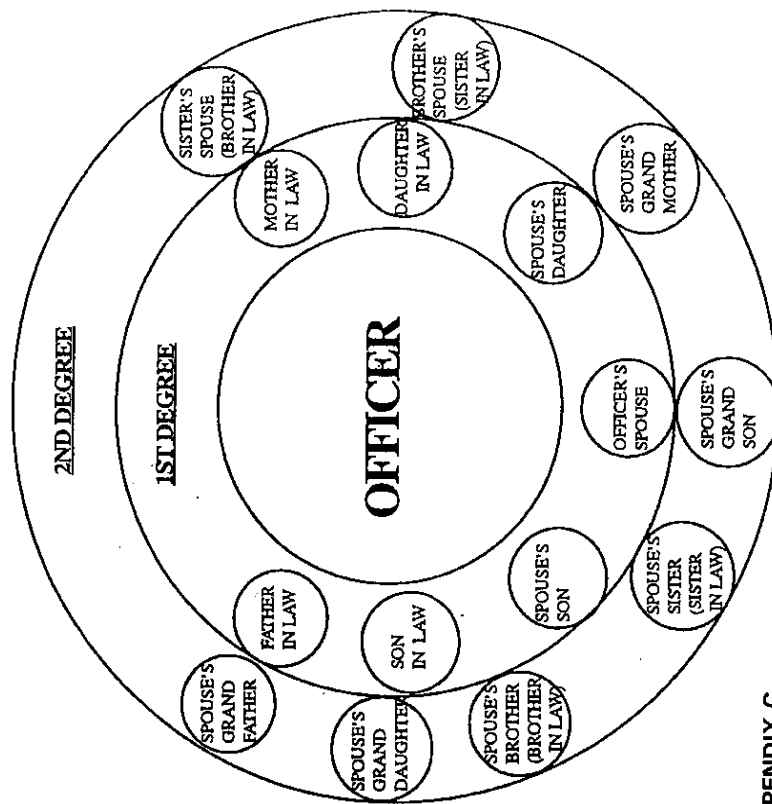 PENDIX C
2ND DEGREE
1ST DEGREE
OFFICER
SISTER'S
SPOUSE
(BROTHER
IN LAW)
MOTHER
IN LAW
BROTHER'S
SPOUSE
(SISTER
IN LAW)
DAUGHTER
IN LAW
SPOUSE'S
GRAND
MOTHER
SPOUSE'S
DAUGHTER
OFFICER'S
SPOUSE
SPOUSE'S
GRAND
SON
SPOUSE'S
SON
SPOUSE'S
SISTER
(SISTER
IN LAW)
SON
IN LAW
SPOUSE'S
BROTHER
(BROTHER
IN LAW)
FATHER
IN LAW
SPOUSE'S
GRAND
DAUGHTER
SPOUSE'S
GRAND
FATHER